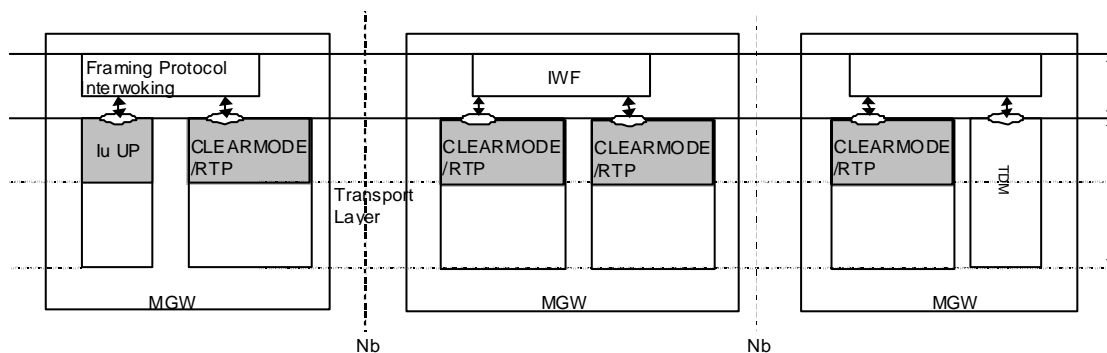 Framing Protocol
Interwoking
IWF
Iu UP
CLEARMODE
/RTP
CLEARMODE
/RTP
CLEARMODE
/RTP
CLEARMODE
/RTP
TDM
Transport
Layer
MGW
MGW
MGW
Nb
Nb